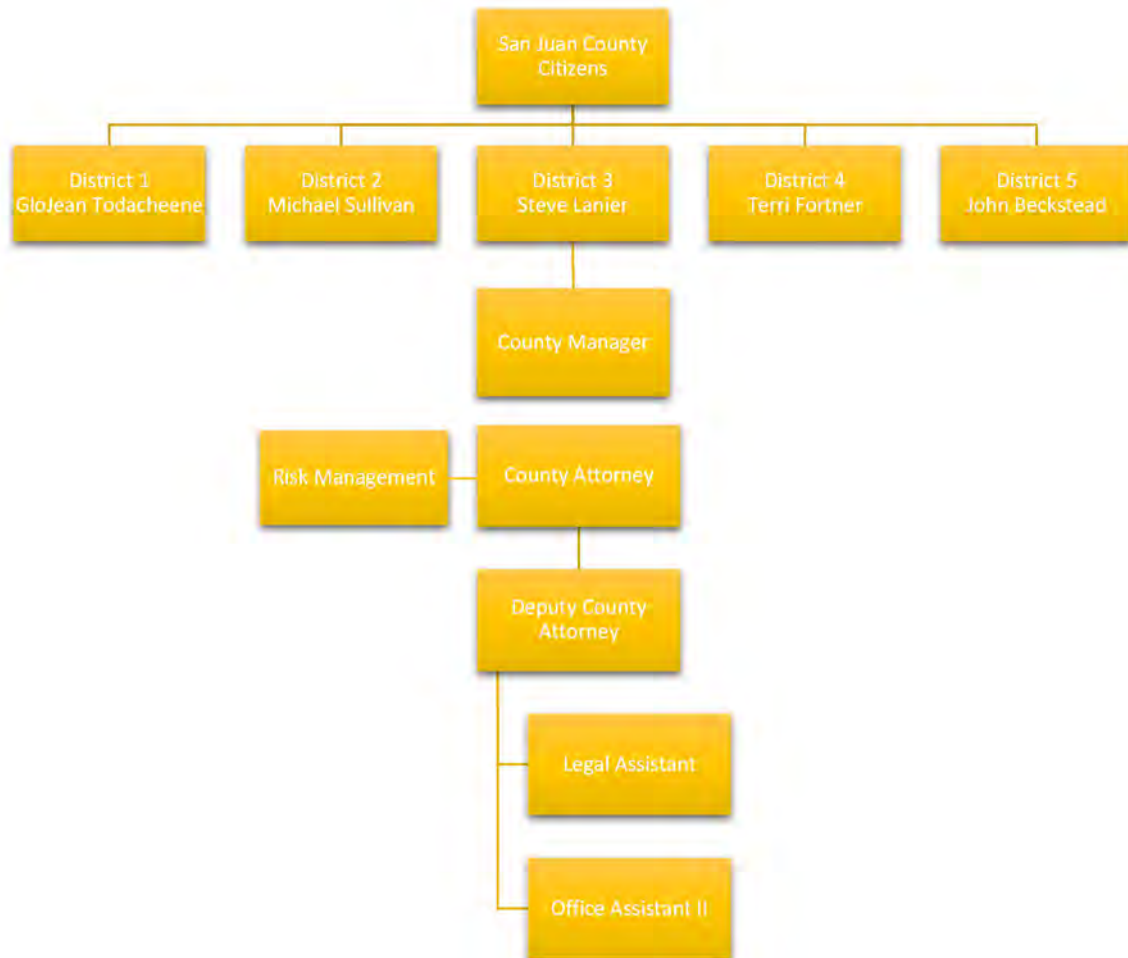 San Juan County
Citizens
District 1
GloJean Todacheene
District 2
Michael Sullivan
District 3
Steve Lanier
District 4
Terri Fortner
District 5
John Beckstead
County Manager
Risk Management
County Attorney
Deputy County
Attorney
Legal Assistant
Office Assistant II